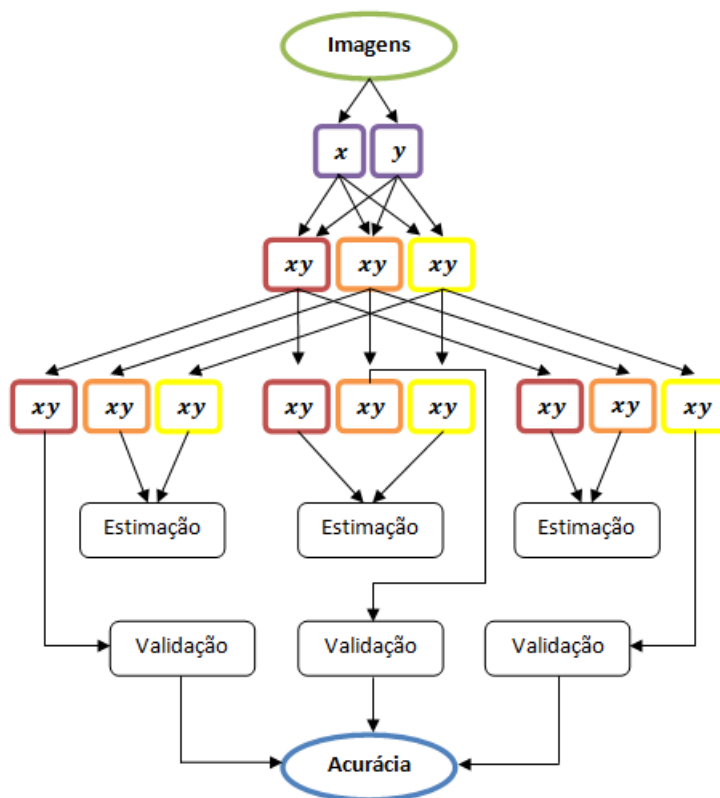 Imagens
x y
xy xy xy
xy xy xy xy xy xy xy xy xy
Estimação Estimação Estimação
Validação Validação Validação
Acurácia